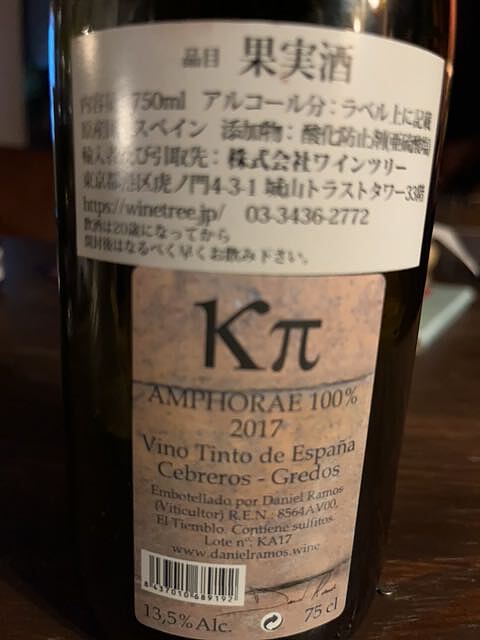 品目 果実酒
内容量 750ml アルコール分：ラベル上に記載
原産国 スペイン 添加物：酸化防止剤(亜硫酸塩)
輸入者及び引取先：株式会社ワインツリー
東京都港区虎ノ門4-3-1 城山トラストタワー33階
https://winetree.jp/ 03-3436-2772
飲酒は20歳になってから
開封後はなるべく早くお飲み下さい。
Kπ
AMPHORAE 100%
2017
Vino Tinto de España
Cebreros - Gredos
Embotellado por Daniel Ramos
(Viticultor) R.E.N.: 8564AV00,
El Tiemblo. Contiene sulfitos.
Lote nº: KA17
www.danielramos.wine
8 437010 689192
13,5% Alc. 75 cl